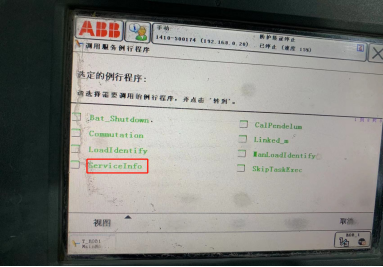 ABB
手动
防护装置停止
1410-500174 (192.168.0.20)
已停止 (速度 15%)
调用服务例行程序
选定的例行程序:
请选择需要调用的例行程序, 并点击 '转到'。
Bat_Shutdown
CalPendelum
Commutation
Linked_m
LoadIdentify
ManLoadIdentify
ServiceInfo
SkipTaskExec
视图
取消
T_ROB1